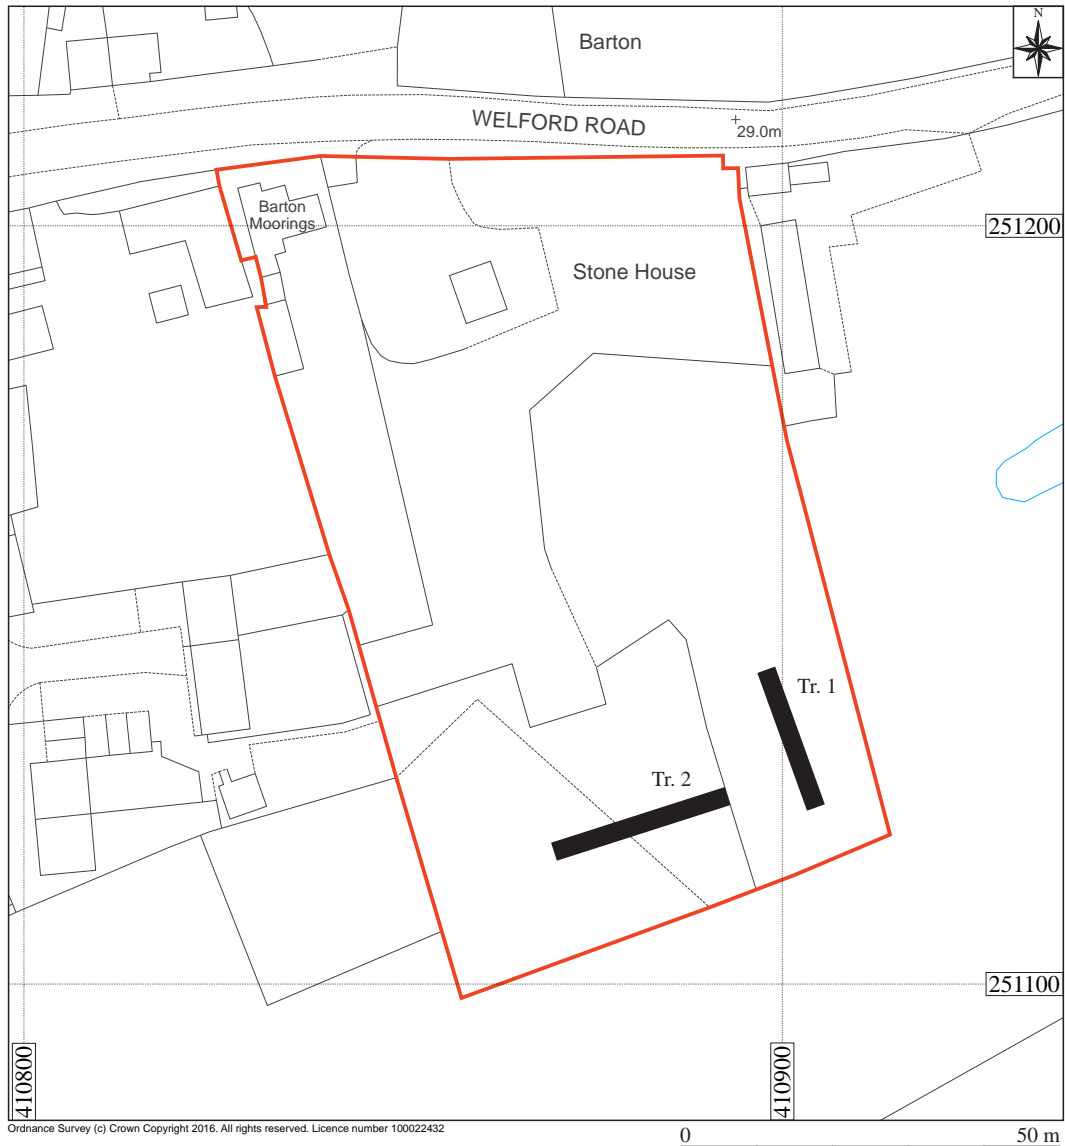 N
Barton
WELFORD ROAD
29.0m
Barton
Moorings
251200
Stone House
Tr. 1
Tr. 2
251100
410800
410900
Ordnance Survey (c) Crown Copyright 2016. All rights reserved. Licence number 100022432
0
50 m